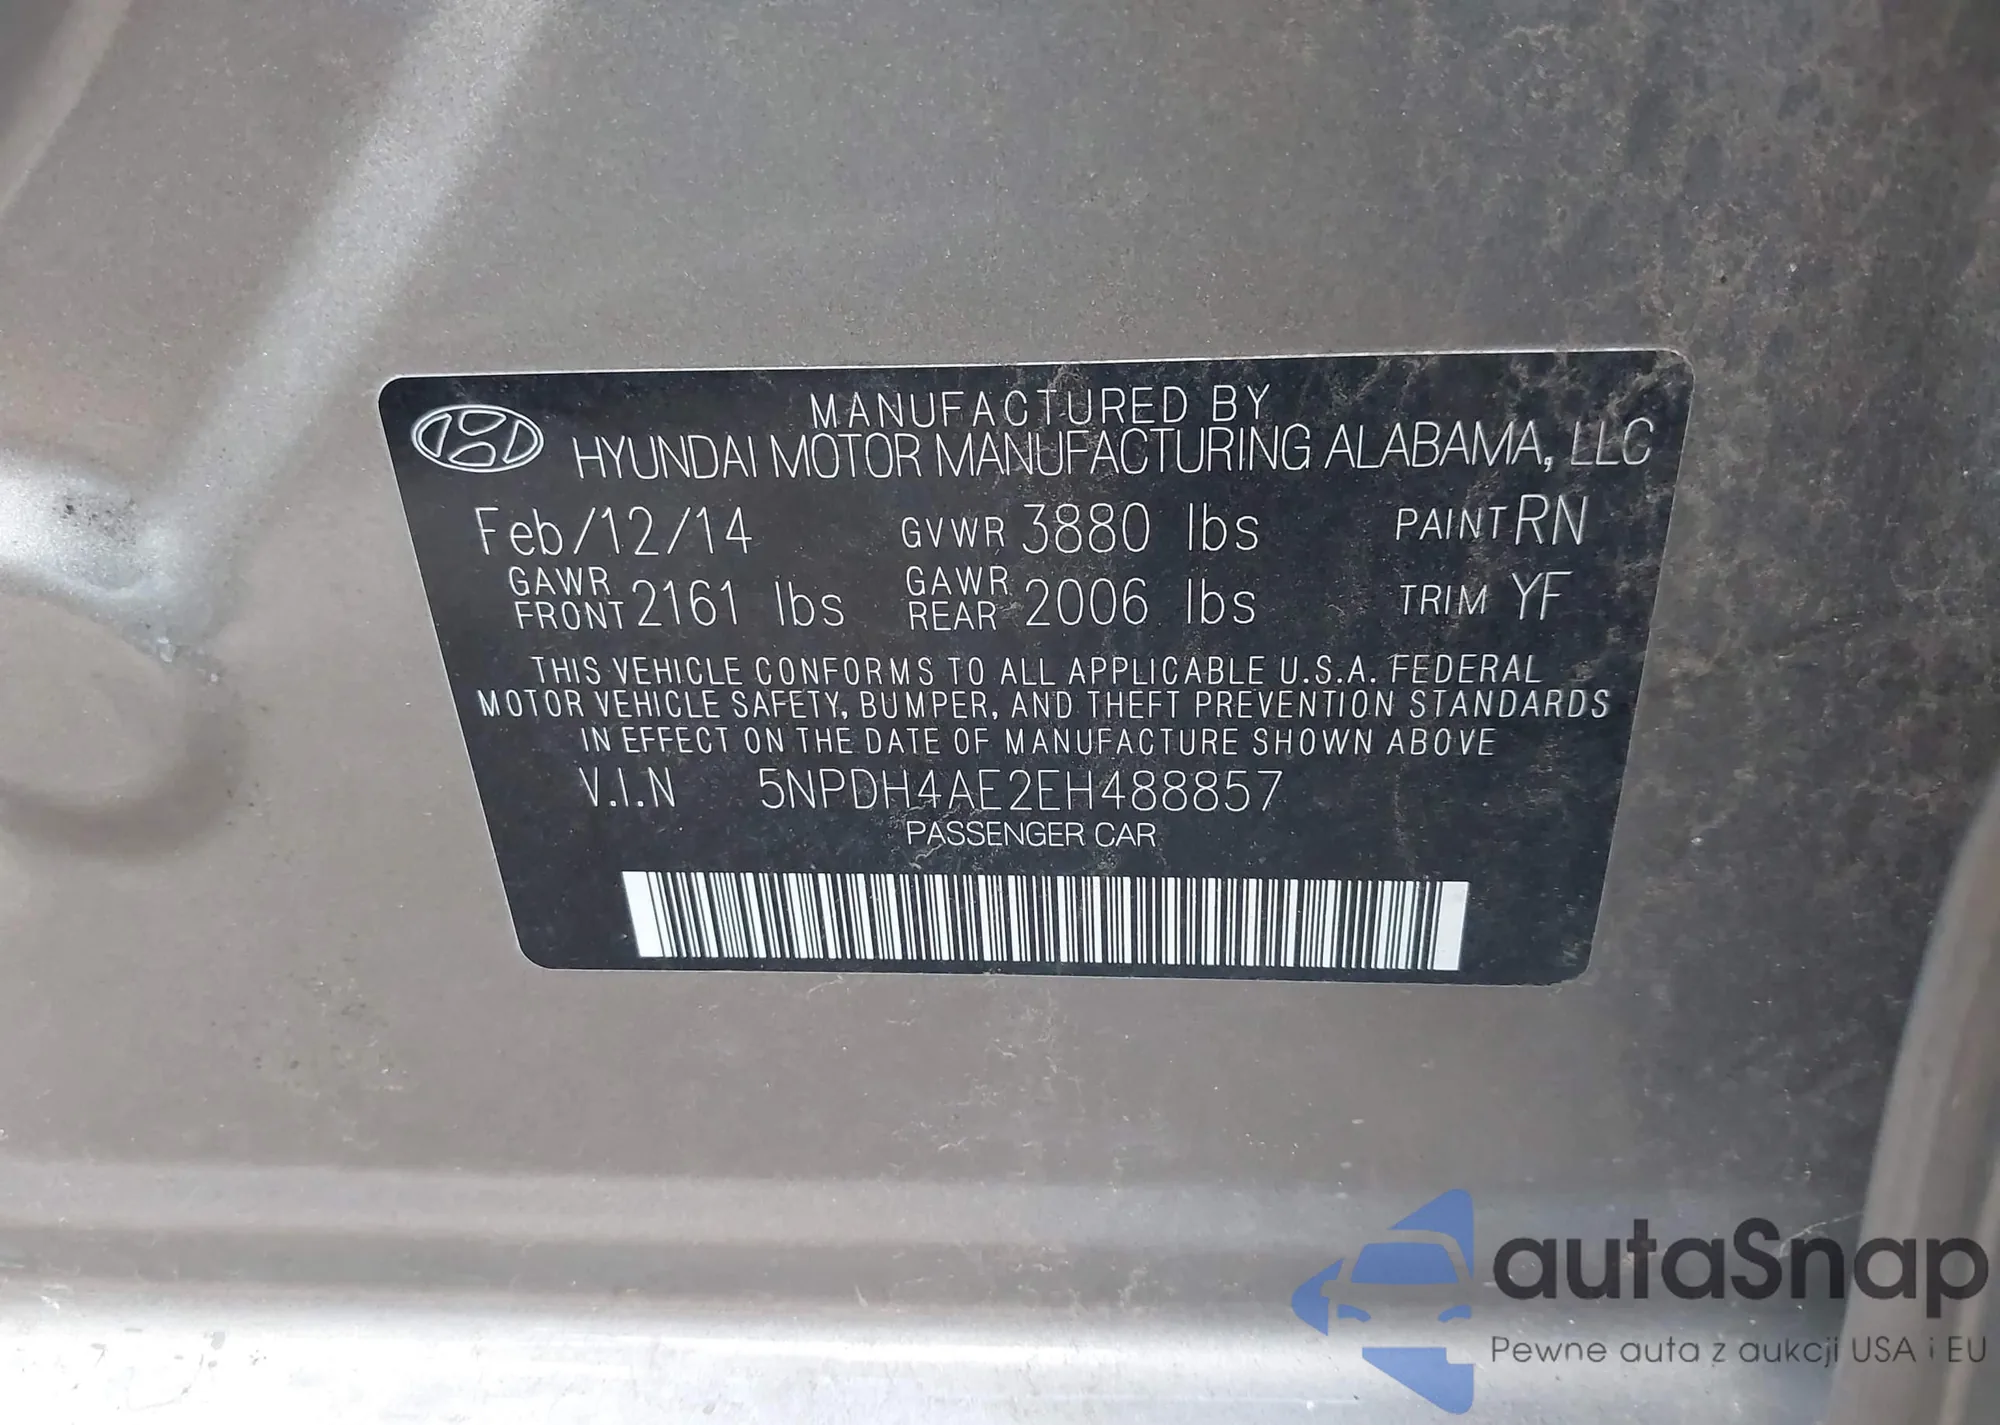 MANUFACTURED BY
HYUNDAI MOTOR MANUFACTURING ALABAMA, LLC
Feb/12/14 GVWR 3880 lbs PAINT RN
GAWR FRONT 2161 lbs GAWR REAR 2006 lbs TRIM YF
THIS VEHICLE CONFORMS TO ALL APPLICABLE U.S.A. FEDERAL
MOTOR VEHICLE SAFETY, BUMPER, AND THEFT PREVENTION STANDARDS
IN EFFECT ON THE DATE OF MANUFACTURE SHOWN ABOVE
V.I.N 5NPDH4AE2EH488857
PASSENGER CAR
autaSnap
Pewne auta z aukcji USA i EU